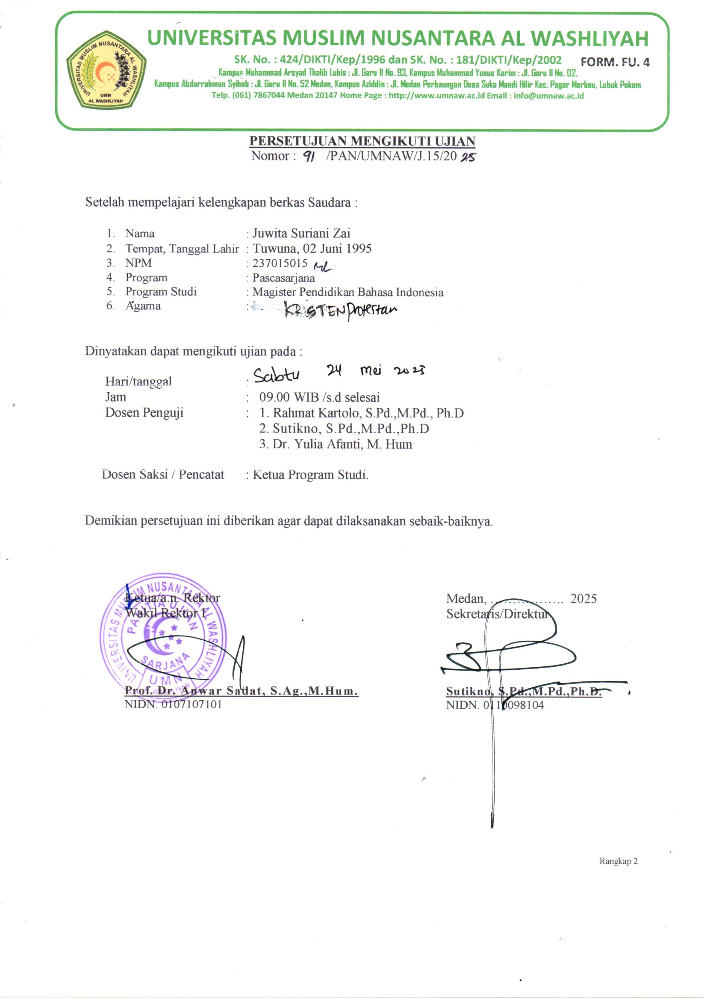 UNIVERSITAS MUSLIM NUSANTARA AL WASHLIYAH
UMN
AL WASHLIYAH
UNIVERSITAS MUSLIM NUSANTARA AL WASHLIYAH
SK. No. : 424/DIKTI/Kep/1996 dan SK. No. : 181/DIKTI/Kep/2002 FORM. FU. 4
Kampus Muhammad Arsyad Thalib Lubis : Jl. Garu II No. 93, Kampus Muhammad Yunus Karim : Jl. Garu II No. 02,
Kampus Abdurrahman Syihab : Jl. Garu II No. 52 Medan, Kampus Aziddin : Jl. Medan Perbaungan Desa Suka Mandi Hilir Kec. Pagar Merbau, Lubuk Pakam
Telp. (061) 7867044 Medan 20147 Home Page : http://www.umnaw.ac.id Email : info@umnaw.ac.id
PERSETUJUAN MENGIKUTI UJIAN
Nomor : 91 /PAN/UMNAW/J.15/20 25
Setelah mempelajari kelengkapan berkas Saudara :
1. Nama : Juwita Suriani Zai
2. Tempat, Tanggal Lahir : Tuwuna, 02 Juni 1995
3. NPM : 237015015
4. Program : Pascasarjana
5. Program Studi : Magister Pendidikan Bahasa Indonesia
6. Agama : KRISTEN protestan
Dinyatakan dapat mengikuti ujian pada :
Hari/tanggal : Sabtu 24 mei 2025
Jam : 09.00 WIB /s.d selesai
Dosen Penguji : 1. Rahmat Kartolo, S.Pd.,M.Pd., Ph.D
2. Sutikno, S.Pd.,M.Pd.,Ph.D
3. Dr. Yulia Afanti, M. Hum
Dosen Saksi / Pencatat : Ketua Program Studi.
Demikian persetujuan ini diberikan agar dapat dilaksanakan sebaik-baiknya.
Ketua/a.n. Rektor
Wakil Rektor I
UNIVERSITAS MUSLIM NUSANTARA AL WASHLIYAH
PANITIA UJIAN
SARJANA
UMN
AL WASHLIYAH
Prof. Dr. Anwar Sadat, S.Ag.,M.Hum.
NIDN. 0107107101
Medan, .................. 2025
Sekretaris/Direktur
Sutikno, S.Pd.,M.Pd.,Ph.D.
NIDN. 0110098104
Rangkap 2